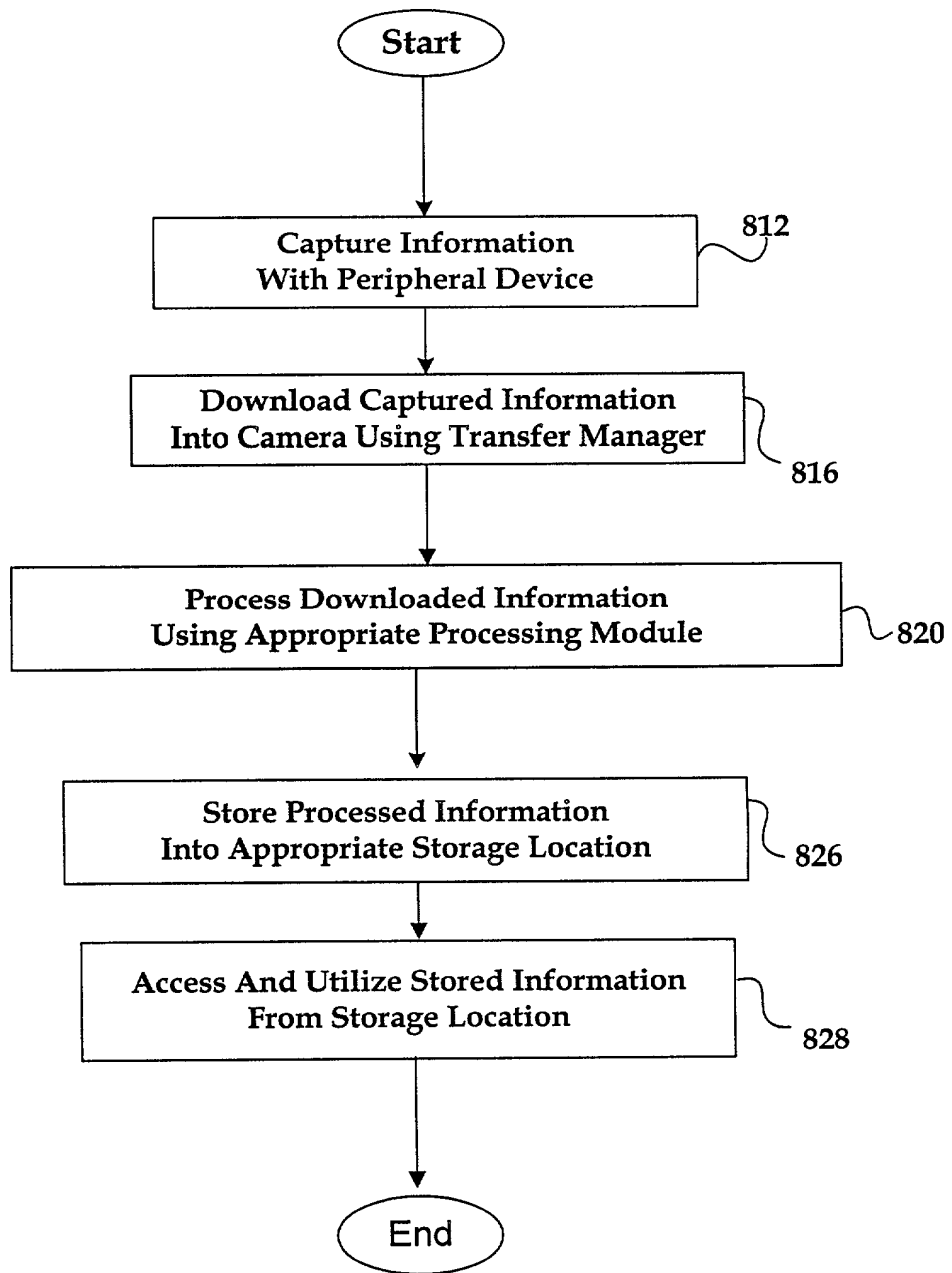 Start
Capture Information
With Peripheral Device
812
Download Captured Information
Into Camera Using Transfer Manager
816
Process Downloaded Information
Using Appropriate Processing Module
820
Store Processed Information
Into Appropriate Storage Location
826
Access And Utilize Stored Information
From Storage Location
828
End